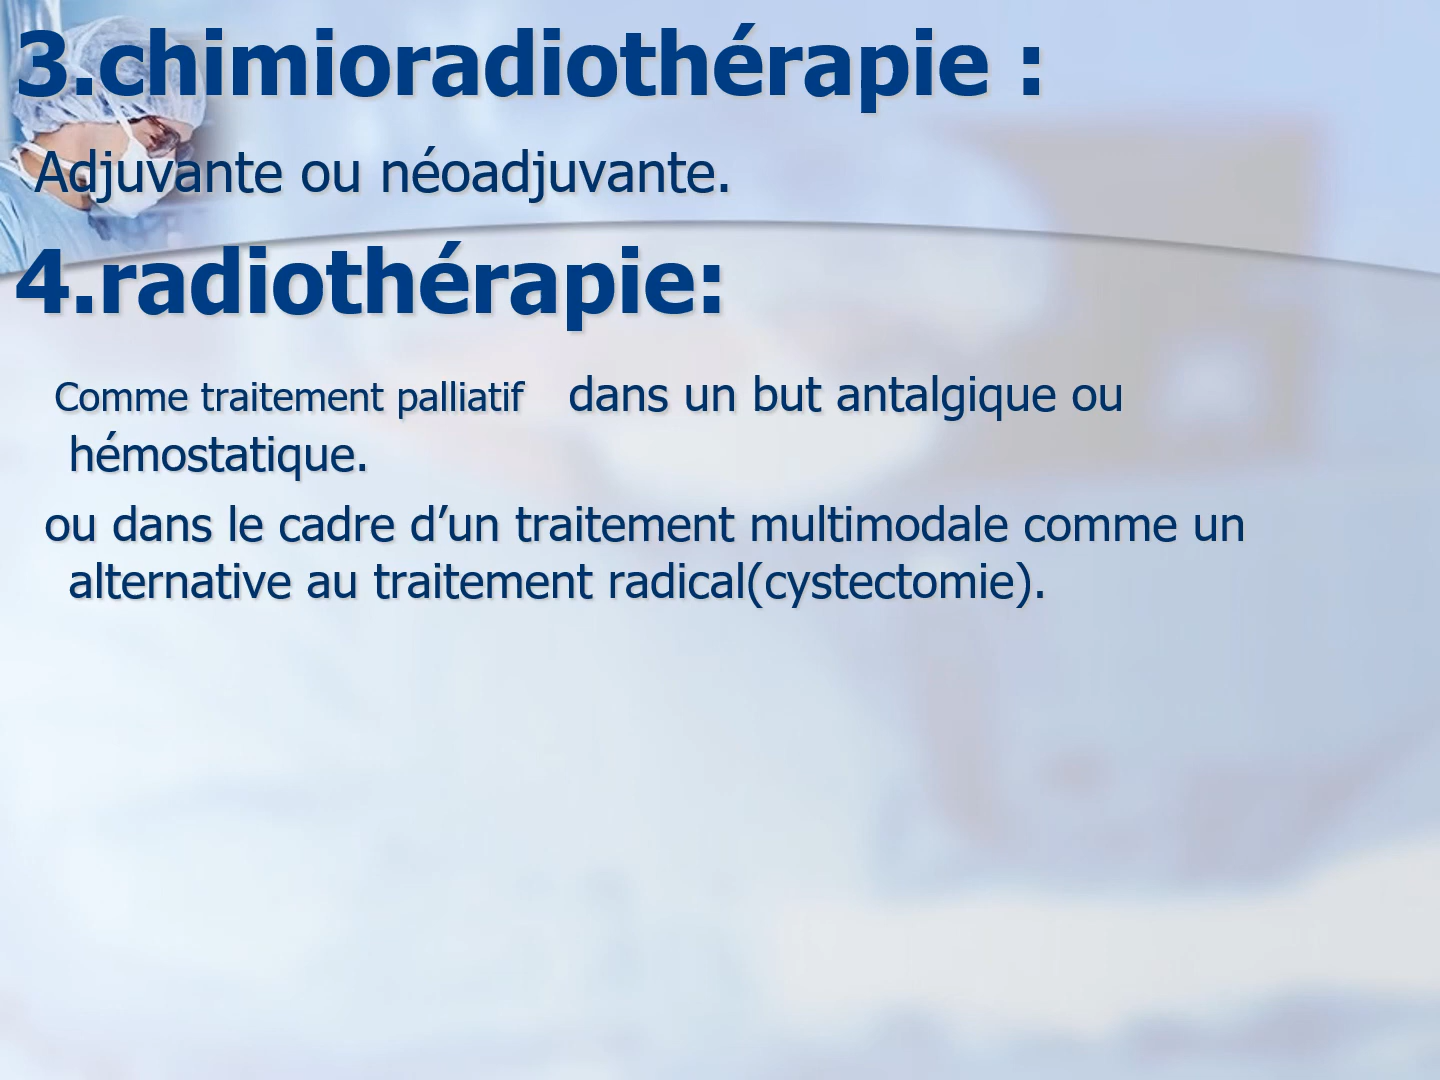 3.chimioradiothérapie :
Adjuvante ou néoadjuvante.
4.radiothérapie:
Comme traitement palliatif dans un but antalgique ou
hémostatique.
ou dans le cadre d’un traitement multimodale comme un
alternative au traitement radical(cystectomie).